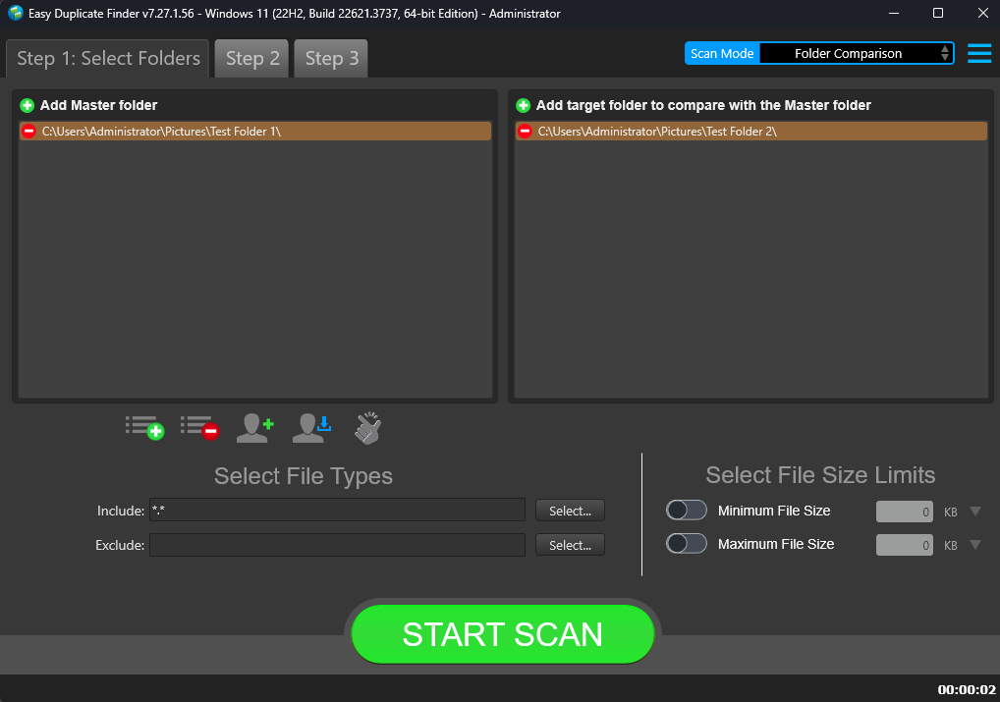 Easy Duplicate Finder v7.27.1.56 - Windows 11 (22H2, Build 22621.3737, 64-bit Edition) - Administrator
Step 1: Select Folders
Step 2
Step 3
Scan Mode
Folder Comparison
Add Master folder
Add target folder to compare with the Master folder
C:\Users\Administrator\Pictures\Test Folder 1\
C:\Users\Administrator\Pictures\Test Folder 2\
Select File Types
Select File Size Limits
Include:
*.*
Select...
Minimum File Size
0
KB
Exclude:
Select...
Maximum File Size
0
KB
START SCAN
00:00:02